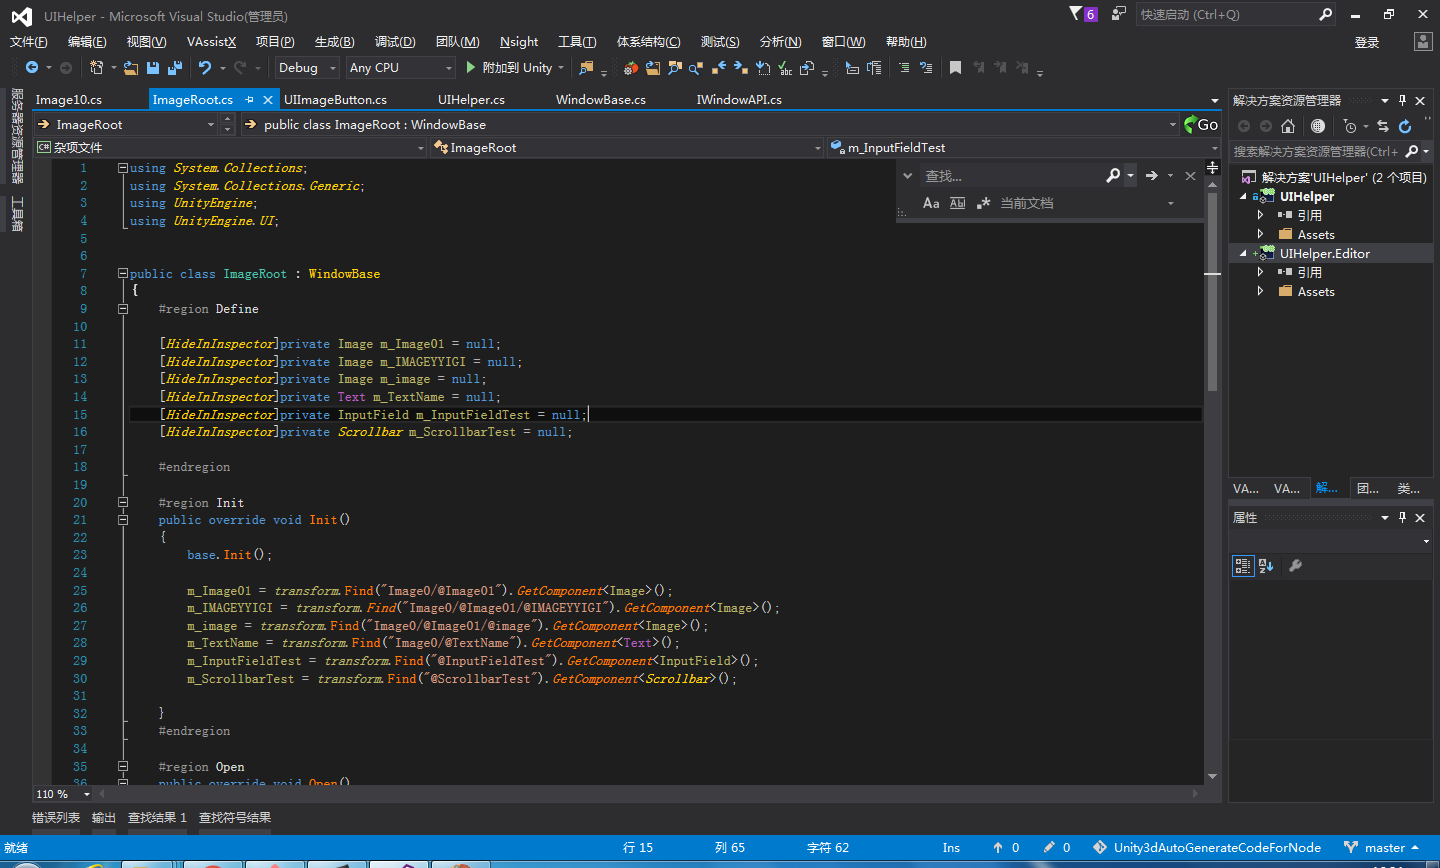 UIHelper - Microsoft Visual Studio(管理员)
6
快速启动 (Ctrl+Q)
文件(F) 编辑(E) 视图(V) VAssistX 项目(P) 生成(B) 调试(D) 团队(M) Nsight 工具(T) 体系结构(C) 测试(S) 分析(N) 窗口(W) 帮助(H) 登录
Debug Any CPU 附加到 Unity
服务器资源管理器
工具箱
Image10.cs ImageRoot.cs UIImageButton.cs UIHelper.cs WindowBase.cs IWindowAPI.cs
ImageRoot public class ImageRoot : WindowBase Go
杂项文件 ImageRoot m_InputFieldTest
查找...
Aa Ab 当前文档
1 using System.Collections;
2 using System.Collections.Generic;
3 using UnityEngine;
4 using UnityEngine.UI;
5
6
7 public class ImageRoot : WindowBase
8 {
9 #region Define
10
11 [HideInInspector]private Image m_Image01 = null;
12 [HideInInspector]private Image m_IMAGEYYIGI = null;
13 [HideInInspector]private Image m_image = null;
14 [HideInInspector]private Text m_TextName = null;
15 [HideInInspector]private InputField m_InputFieldTest = null;
16 [HideInInspector]private Scrollbar m_ScrollbarTest = null;
17
18 #endregion
19
20 #region Init
21 public override void Init()
22 {
23 base.Init();
24
25 m_Image01 = transform.Find("Image0/@Image01").GetComponent<Image>();
26 m_IMAGEYYIGI = transform.Find("Image0/@Image01/@IMAGEYYIGI").GetComponent<Image>();
27 m_image = transform.Find("Image0/@Image01/@image").GetComponent<Image>();
28 m_TextName = transform.Find("Image0/@TextName").GetComponent<Text>();
29 m_InputFieldTest = transform.Find("@InputFieldTest").GetComponent<InputField>();
30 m_ScrollbarTest = transform.Find("@ScrollbarTest").GetComponent<Scrollbar>();
31
32 }
33 #endregion
34
35 #region Open
36 public override void Open()
110 %
解决方案资源管理器
搜索解决方案资源管理器(Ctrl+
解决方案'UIHelper' (2 个项目)
UIHelper
引用
Assets
UIHelper.Editor
引用
Assets
VA... VA... 解... 团... 类...
属性
错误列表 输出 查找结果 1 查找符号结果
就绪 行 15 列 65 字符 62 Ins 0 0 Unity3dAutoGenerateCodeForNode master